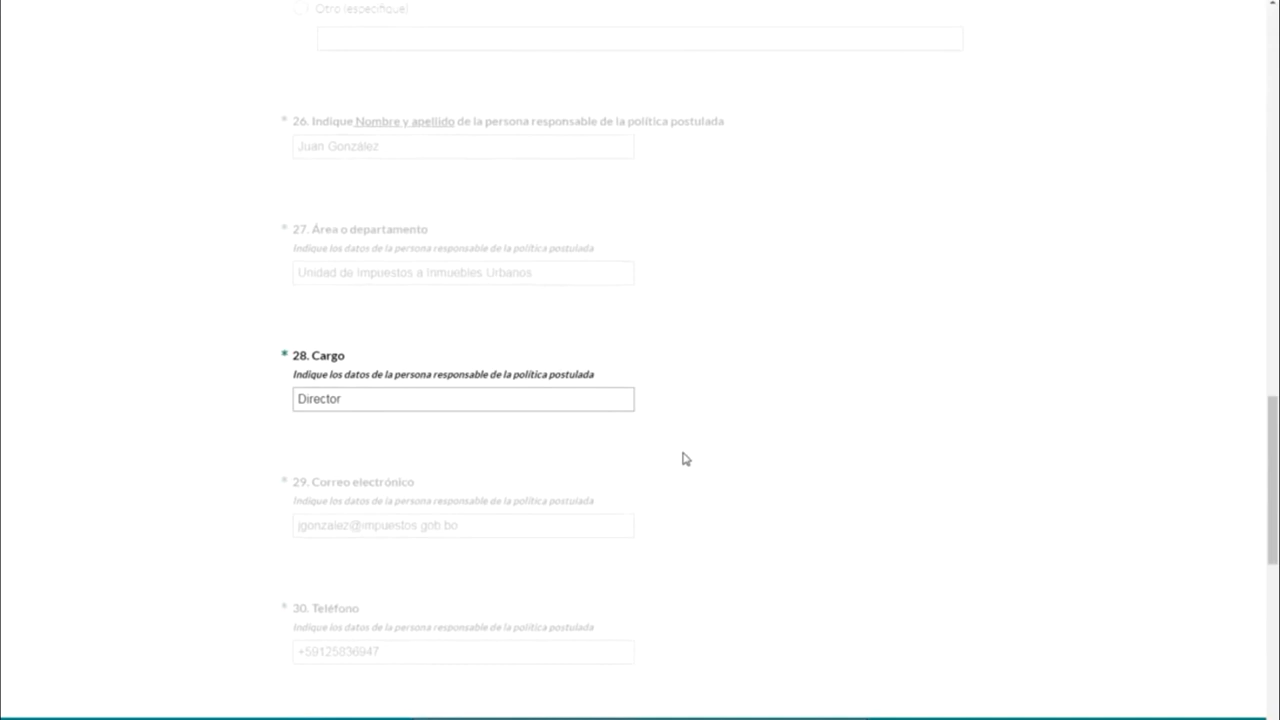 Otro (especifique)
* 26. Indique Nombre y apellido de la persona responsable de la política postulada
Juan González
* 27. Área o departamento
Indique los datos de la persona responsable de la política postulada
Unidad de Impuestos a Inmuebles Urbanos
* 28. Cargo
Indique los datos de la persona responsable de la política postulada
Director
* 29. Correo electrónico
Indique los datos de la persona responsable de la política postulada
jgonzalez@impuestos.gob.bo
* 30. Teléfono
Indique los datos de la persona responsable de la política postulada
+59125836947